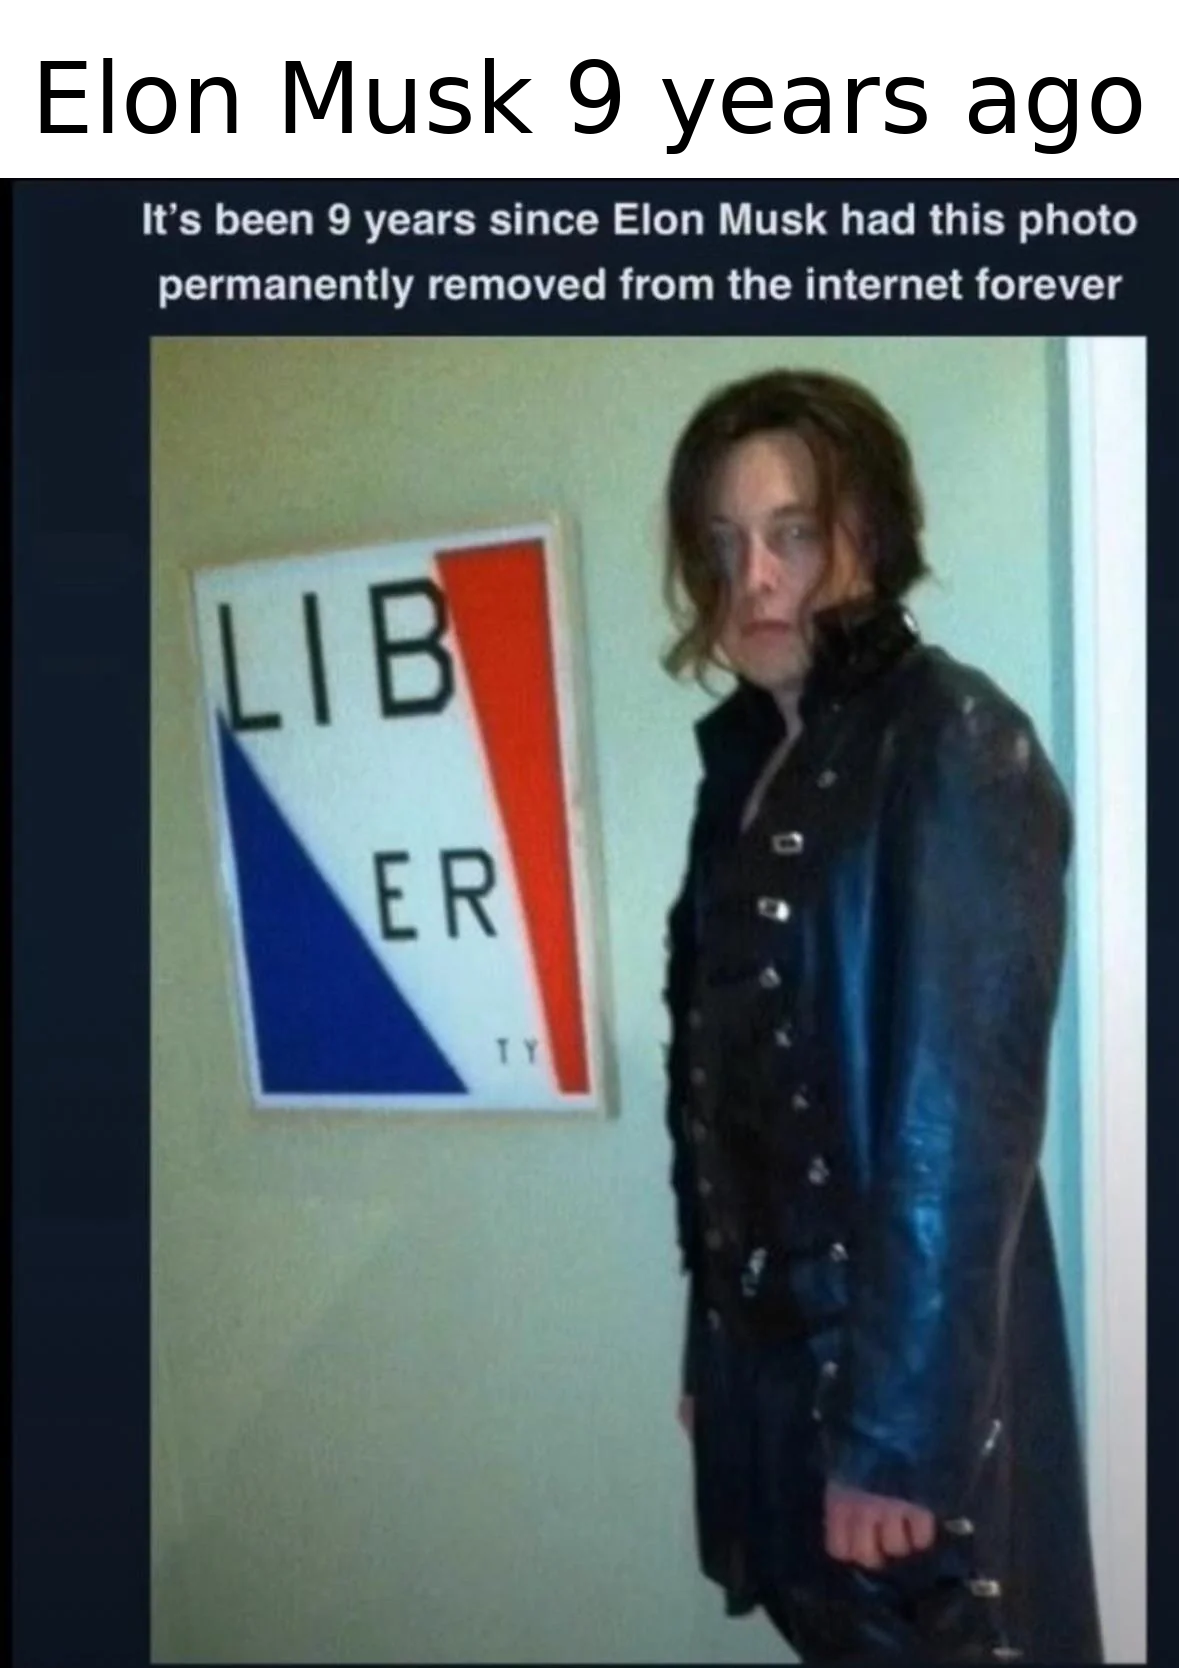 Elon Musk 9 years ago
It’s been 9 years since Elon Musk had this photo
permanently removed from the internet forever
LIB
ER
TY